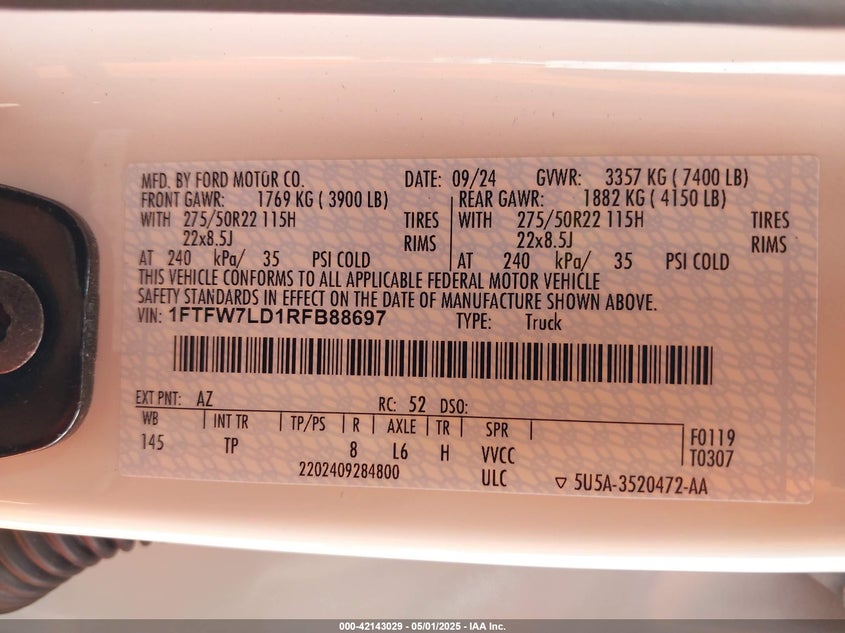 MFD. BY FORD MOTOR CO. DATE: 09/24 GVWR: 3357 KG ( 7400 LB)
FRONT GAWR: 1769 KG ( 3900 LB) REAR GAWR: 1882 KG ( 4150 LB)
WITH 275/50R22 115H TIRES WITH 275/50R22 115H TIRES
22x8.5J RIMS 22x8.5J RIMS
AT 240 kPa/ 35 PSI COLD AT 240 kPa/ 35 PSI COLD
THIS VEHICLE CONFORMS TO ALL APPLICABLE FEDERAL MOTOR VEHICLE
SAFETY STANDARDS IN EFFECT ON THE DATE OF MANUFACTURE SHOWN ABOVE.
VIN: 1FTFW7LD1RFB88697 TYPE: Truck
EXT PNT: AZ RC: 52 DSO:
WB INT TR TP/PS R AXLE TR SPR F0119
145 TP 8 L6 H VVCC T0307
2202409284800 ULC ▽ 5U5A-3520472-AA
000-42143029 - 05/01/2025 - IAA Inc.